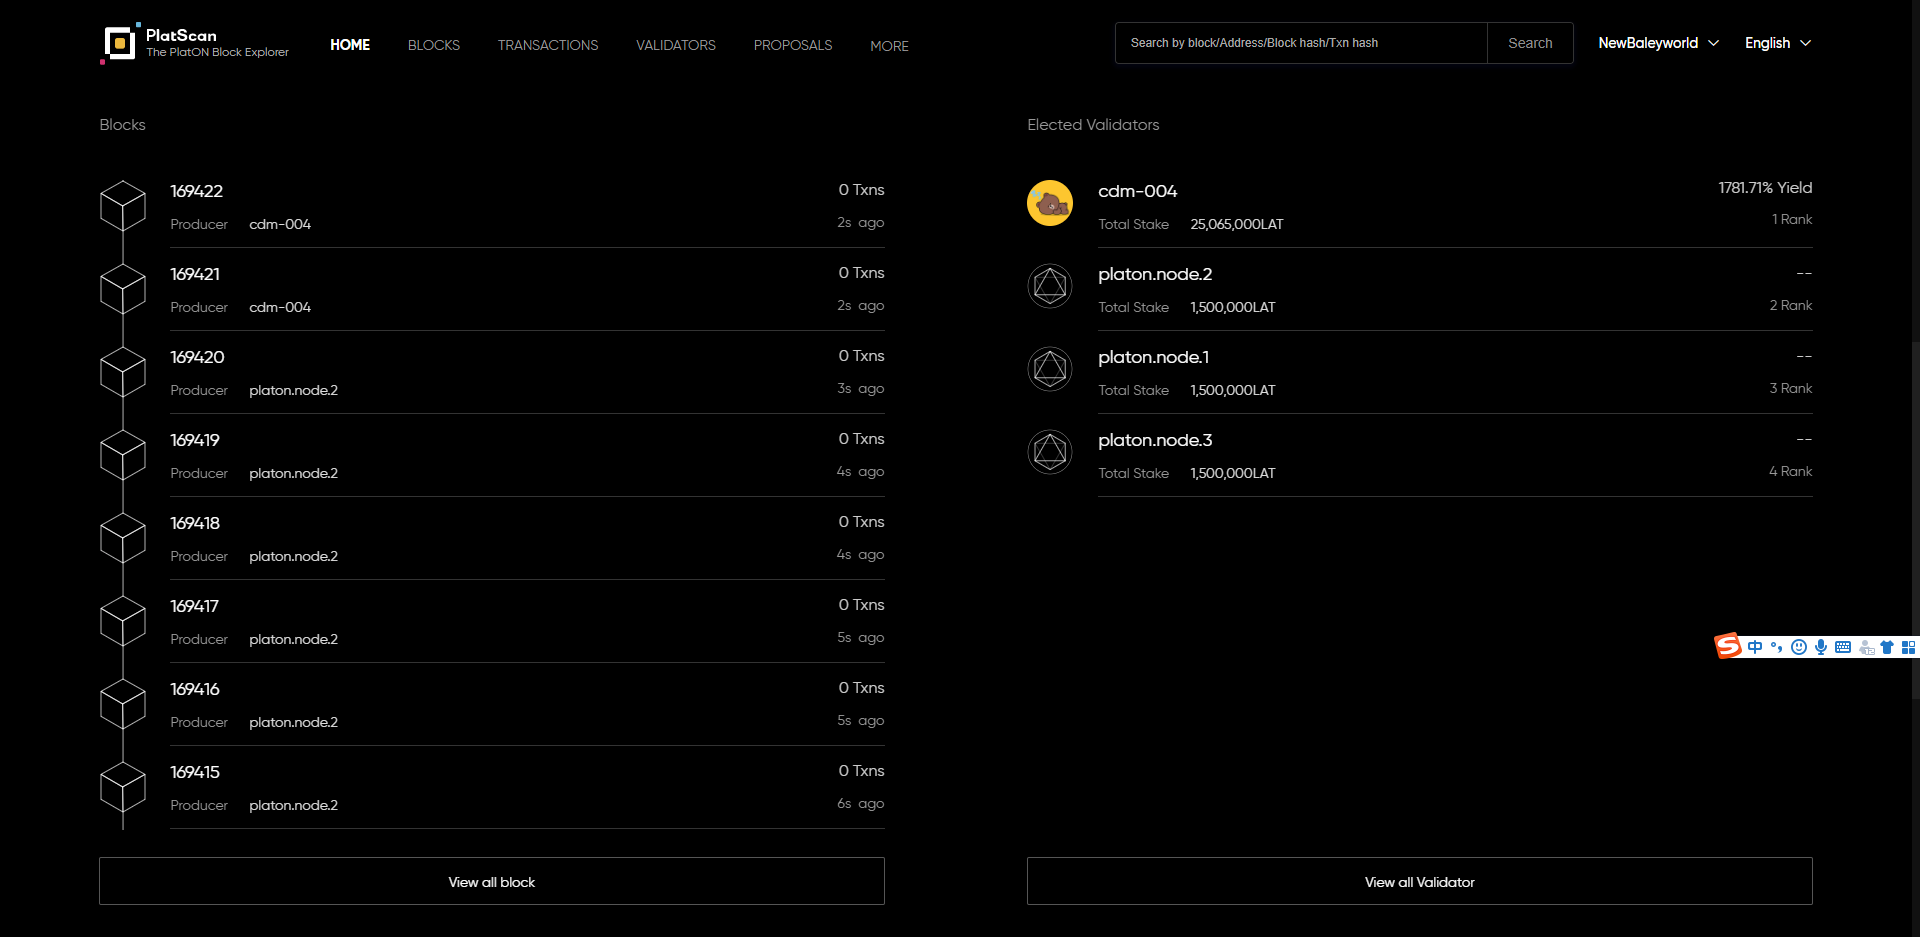 PlatScan
The PlatON Block Explorer
HOME
BLOCKS
TRANSACTIONS
VALIDATORS
PROPOSALS
MORE
Search by block/Address/Block hash/Txn hash
Search
NewBaleyworld
English
Blocks
169422
0 Txns
Producer cdm-004
2s ago
169421
0 Txns
Producer cdm-004
2s ago
169420
0 Txns
Producer platon.node.2
3s ago
169419
0 Txns
Producer platon.node.2
4s ago
169418
0 Txns
Producer platon.node.2
4s ago
169417
0 Txns
Producer platon.node.2
5s ago
169416
0 Txns
Producer platon.node.2
5s ago
169415
0 Txns
Producer platon.node.2
6s ago
View all block
Elected Validators
cdm-004
1781.71% Yield
Total Stake 25,065,000LAT
1 Rank
platon.node.2
--
Total Stake 1,500,000LAT
2 Rank
platon.node.1
--
Total Stake 1,500,000LAT
3 Rank
platon.node.3
--
Total Stake 1,500,000LAT
4 Rank
View all Validator
S 中